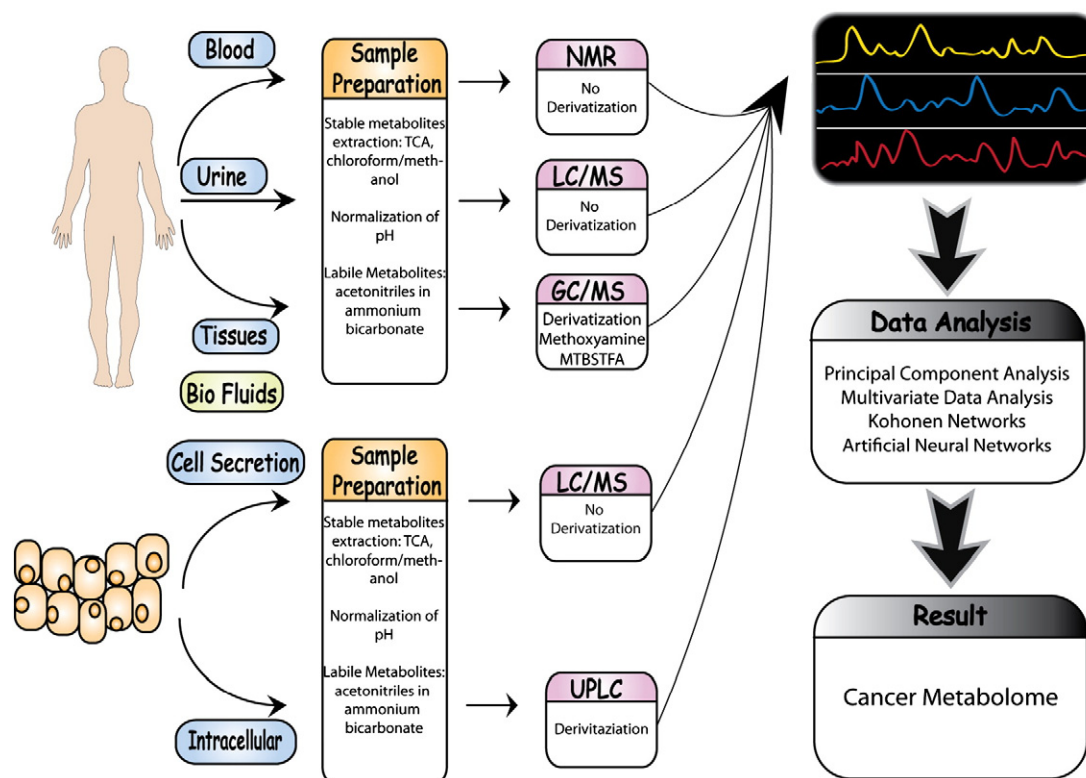 Blood
Urine
Tissues
Bio Fluids
Sample
Preparation
Stable metabolites
extraction: TCA,
chloroform/meth-
anol
Normalization of
pH
Labile Metabolites:
acetonitriles in
ammonium
bicarbonate
NMR
No
Derivatization
LC/MS
No
Derivatization
GC/MS
Derivatization
Methoxyamine
MTBSTFA
Cell Secretion
Intracellular
Sample
Preparation
Stable metabolites
extraction: TCA,
chloroform/meth-
anol
Normalization of
pH
Labile Metabolites:
acetonitriles in
ammonium
bicarbonate
LC/MS
No
Derivatization
UPLC
Derivitaziation
Data Analysis
Principal Component Analysis
Multivariate Data Analysis
Kohonen Networks
Artificial Neural Networks
Result
Cancer Metabolome